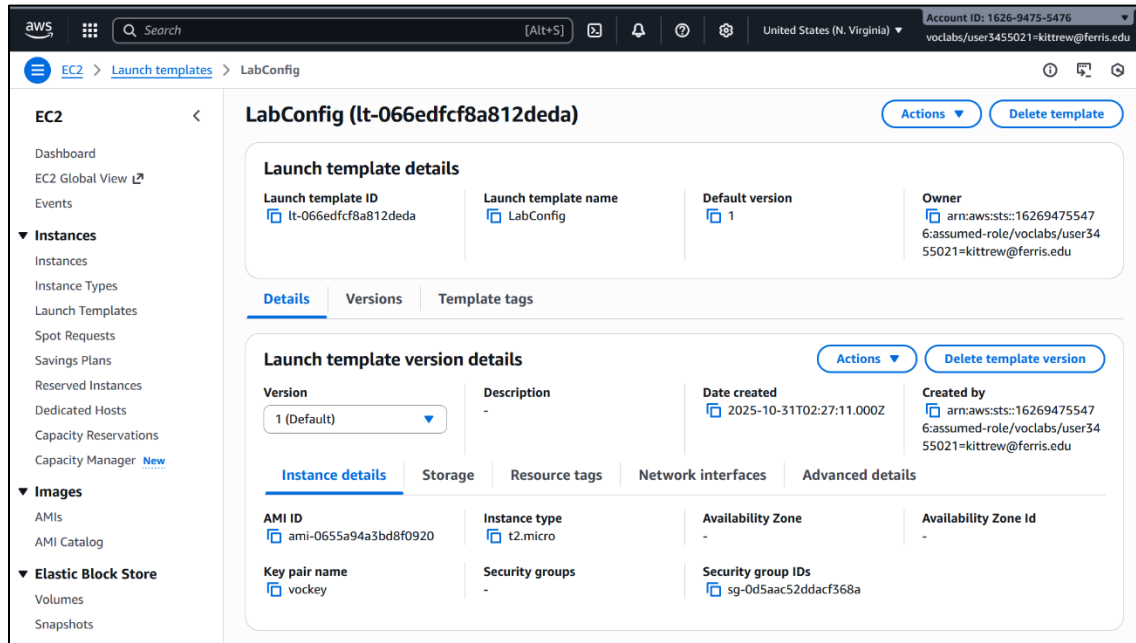 aws
Search
[Alt+S]
United States (N. Virginia)
Account ID: 1626-9475-5476
voclabs/user3455021=kittrew@ferris.edu
EC2 > Launch templates > LabConfig
EC2
Dashboard
EC2 Global View
Events
Instances
Instances
Instance Types
Launch Templates
Spot Requests
Savings Plans
Reserved Instances
Dedicated Hosts
Capacity Reservations
Capacity Manager New
Images
AMIs
AMI Catalog
Elastic Block Store
Volumes
Snapshots
LabConfig (lt-066edfcf8a812deda)
Actions
Delete template
Launch template details
Launch template ID
lt-066edfcf8a812deda
Launch template name
LabConfig
Default version
1
Owner
arn:aws:sts::16269475547
6:assumed-role/voclabs/user34
55021=kittrew@ferris.edu
Details
Versions
Template tags
Launch template version details
Actions
Delete template version
Version
1 (Default)
Description
-
Date created
2025-10-31T02:27:11.000Z
Created by
arn:aws:sts::16269475547
6:assumed-role/voclabs/user34
55021=kittrew@ferris.edu
Instance details
Storage
Resource tags
Network interfaces
Advanced details
AMI ID
ami-0655a94a3bd8f0920
Instance type
t2.micro
Availability Zone
-
Availability Zone Id
-
Key pair name
vockey
Security groups
-
Security group IDs
sg-0d5aac52ddacf368a